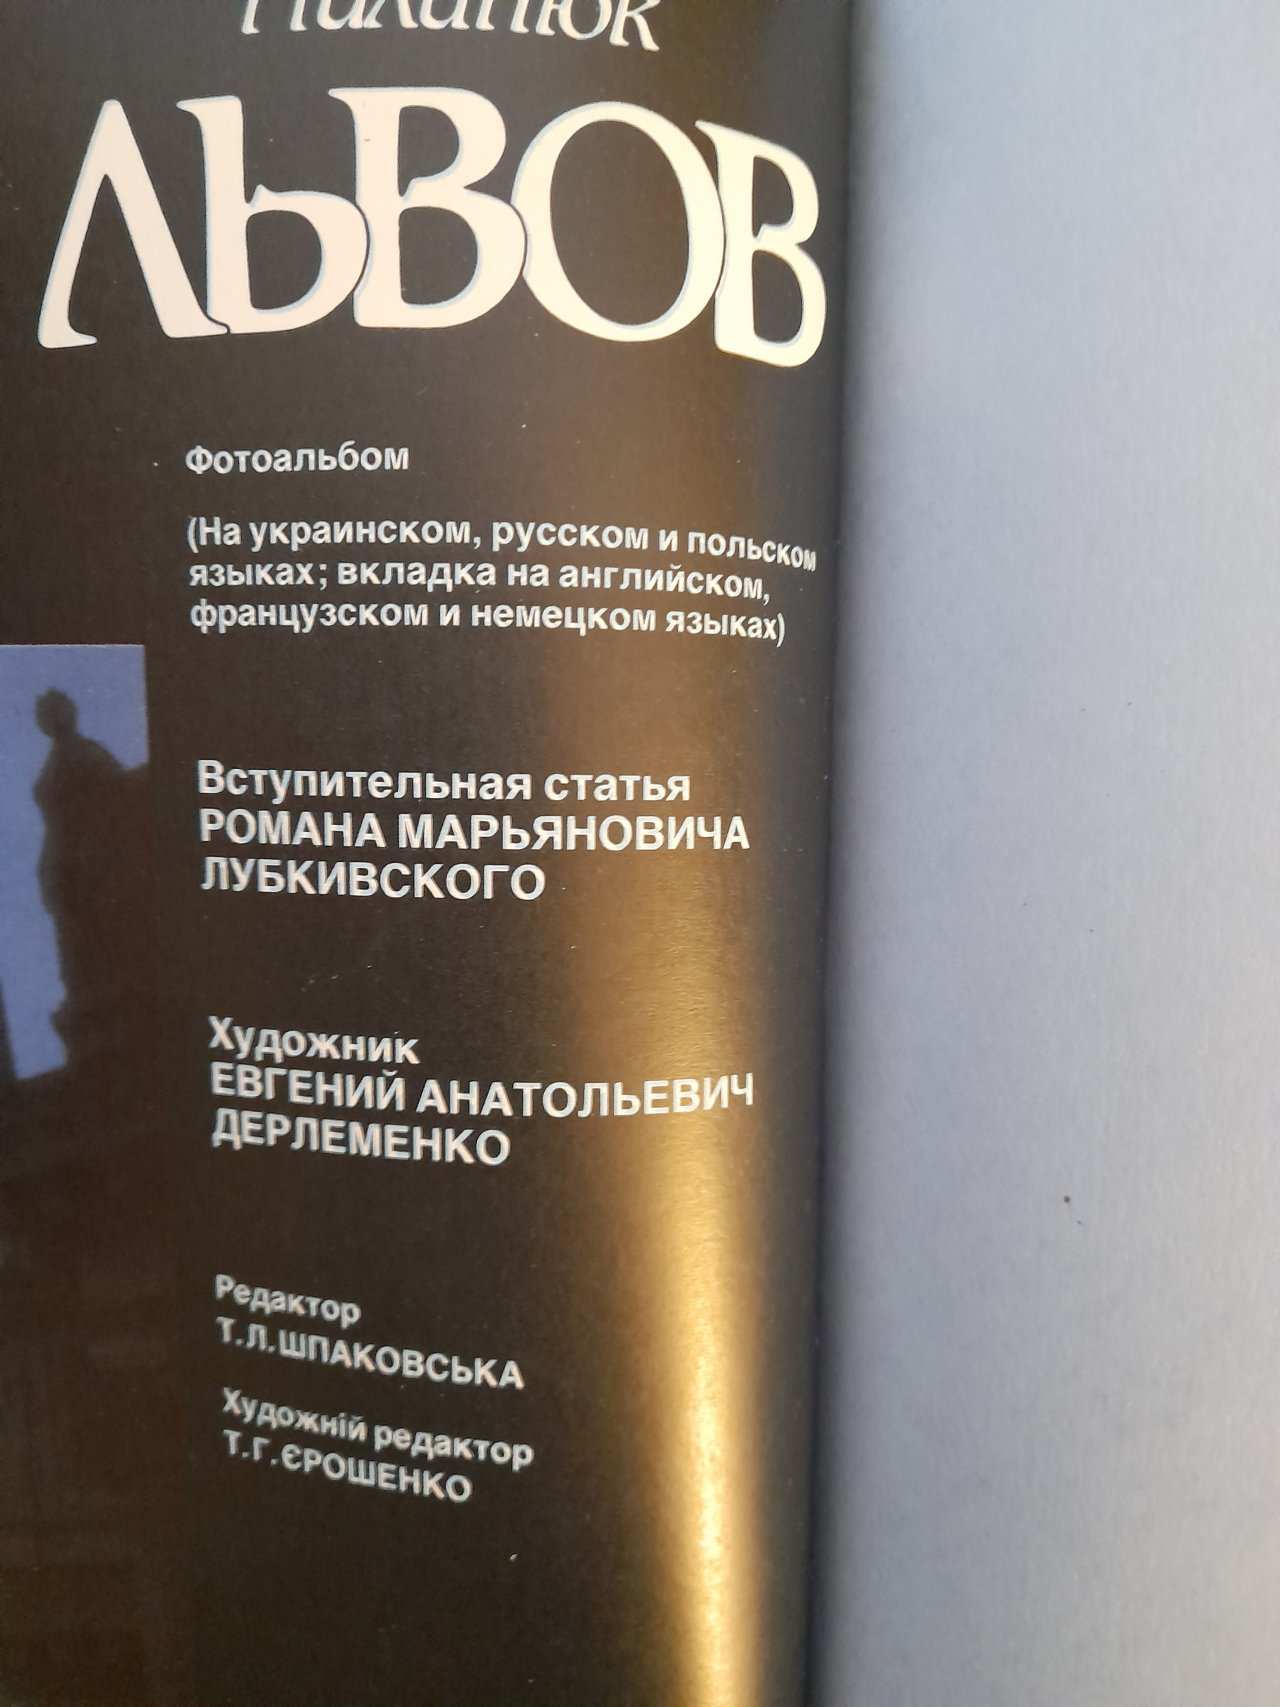 Пилипюк
ЛЬВОВ
Фотоальбом
(На украинском, русском и польском
языках; вкладка на английском,
французском и немецком языках)
Вступительная статья
РОМАНА МАРЬЯНОВИЧА
ЛУБКИВСКОГО
Художник
ЕВГЕНИЙ АНАТОЛЬЕВИЧ
ДЕРЛЕМЕНКО
Редактор
Т.Л.ШПАКОВСЬКА
Художній редактор
Т.Г.ЄРОШЕНКО